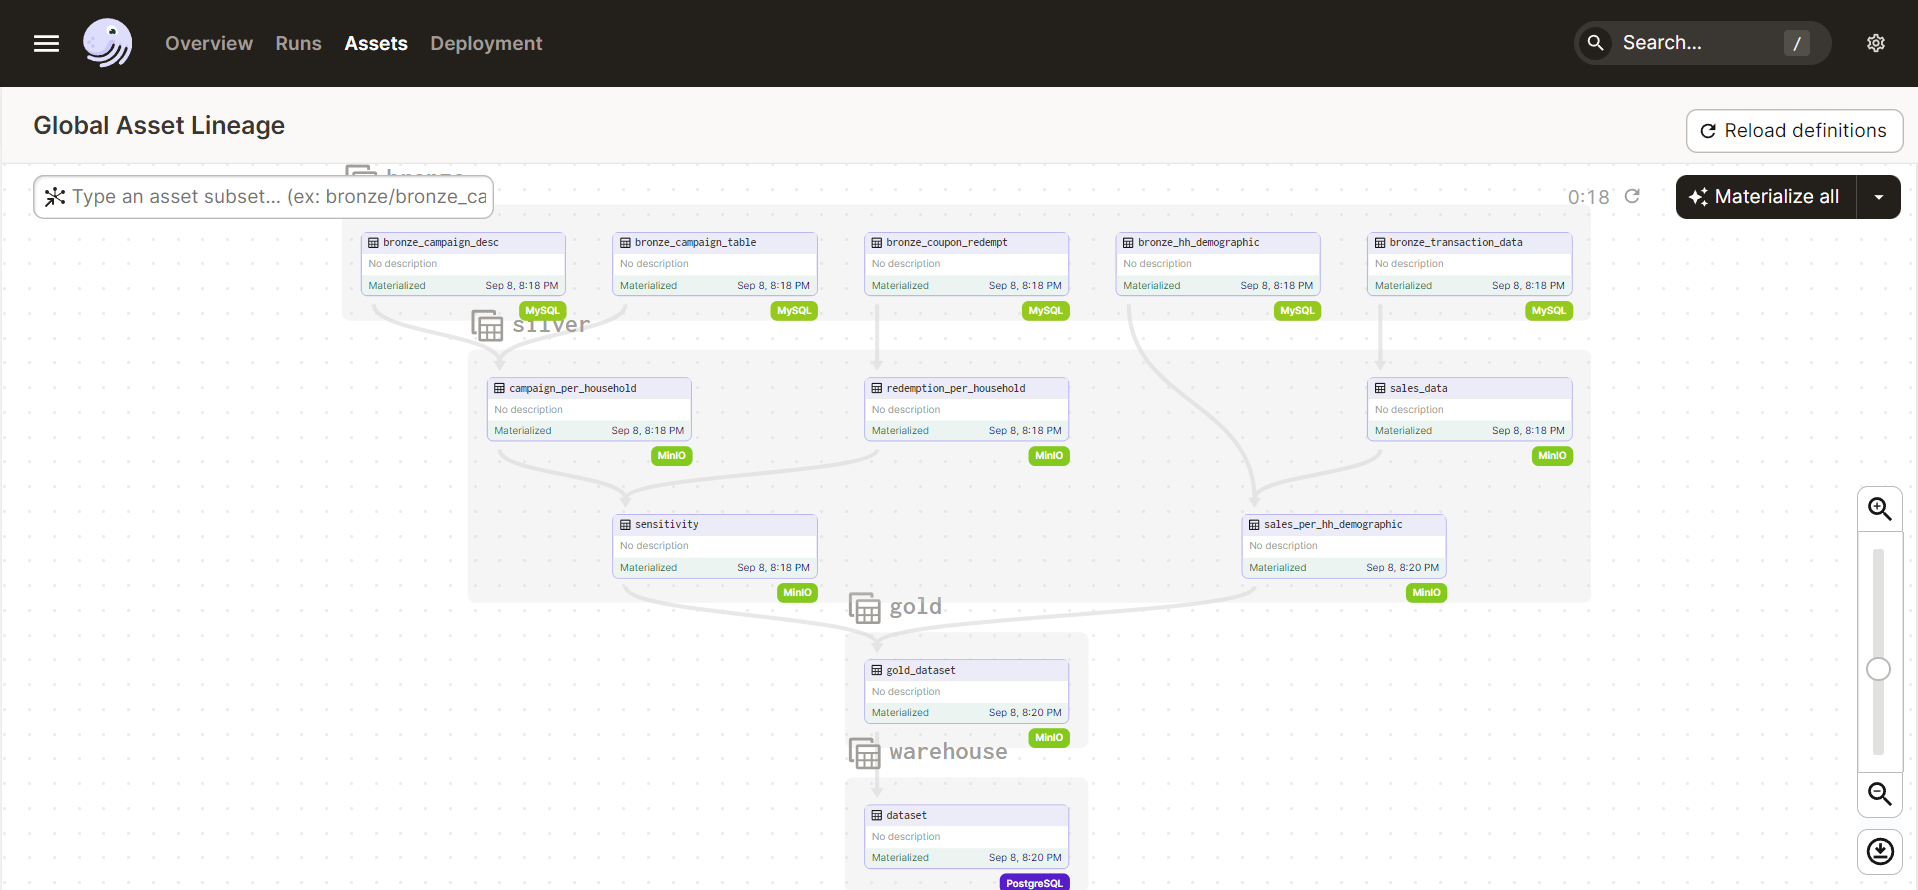 Overview Runs Assets Deployment
Search... /
Global Asset Lineage
Reload definitions
bronze
Type an asset subset... (ex: bronze/bronze_ca
0:18
Materialize all
bronze_campaign_desc
No description
Materialized Sep 8, 8:18 PM
MySQL
bronze_campaign_table
No description
Materialized Sep 8, 8:18 PM
MySQL
bronze_coupon_redempt
No description
Materialized Sep 8, 8:18 PM
MySQL
bronze_hh_demographic
No description
Materialized Sep 8, 8:18 PM
MySQL
bronze_transaction_data
No description
Materialized Sep 8, 8:18 PM
MySQL
silver
campaign_per_household
No description
Materialized Sep 8, 8:18 PM
MinIO
redemption_per_household
No description
Materialized Sep 8, 8:18 PM
MinIO
sales_data
No description
Materialized Sep 8, 8:18 PM
MinIO
sensitivity
No description
Materialized Sep 8, 8:18 PM
MinIO
sales_per_hh_demographic
No description
Materialized Sep 8, 8:20 PM
MinIO
gold
gold_dataset
No description
Materialized Sep 8, 8:20 PM
MinIO
warehouse
dataset
No description
Materialized Sep 8, 8:20 PM
PostgreSQL